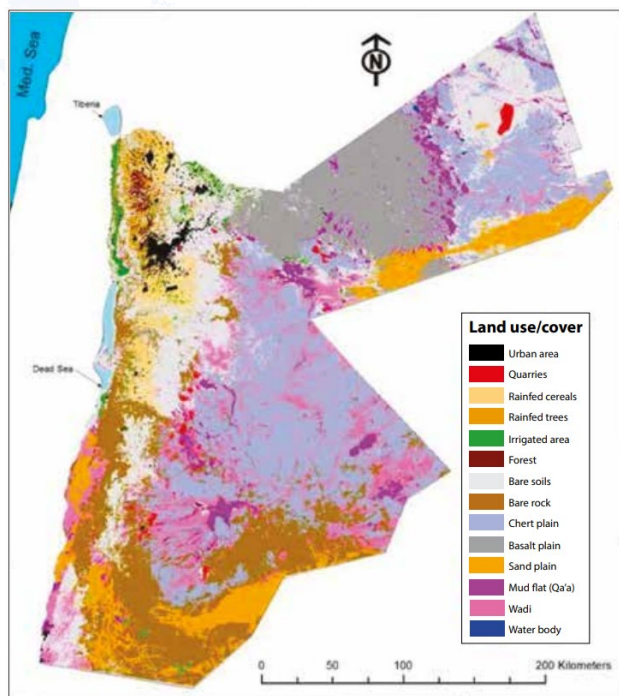 Med. Sea
N
Tiberia
Dead Sea
Land use/cover
Urban area
Quarries
Rainfed cereals
Rainfed trees
Irrigated area
Forest
Bare soils
Bare rock
Chert plain
Basalt plain
Sand plain
Mud flat (Qa'a)
Wadi
Water body
0 50 100 200 Kilometers